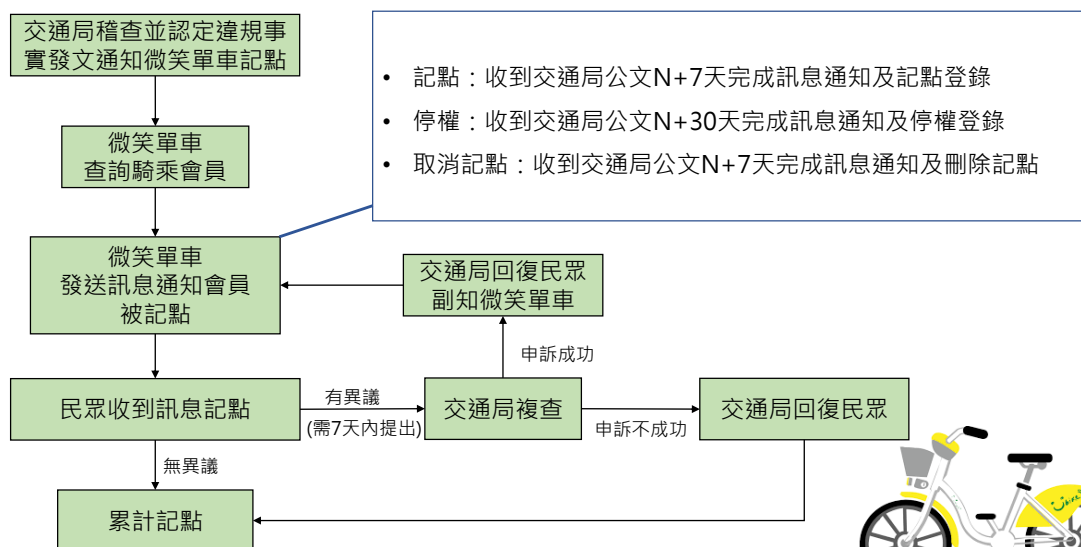 交通局稽查並認定違規事
實發文通知微笑單車記點
• 記點：收到交通局公文N+7天完成訊息通知及記點登錄
• 停權：收到交通局公文N+30天完成訊息通知及停權登錄
• 取消記點：收到交通局公文N+7天完成訊息通知及刪除記點
微笑單車
查詢騎乘會員
微笑單車
發送訊息通知會員
被記點
交通局回復民眾
副知微笑單車
申訴成功
民眾收到訊息記點
有異議
(需7天內提出)
交通局複查
申訴不成功
交通局回復民眾
無異議
累計記點